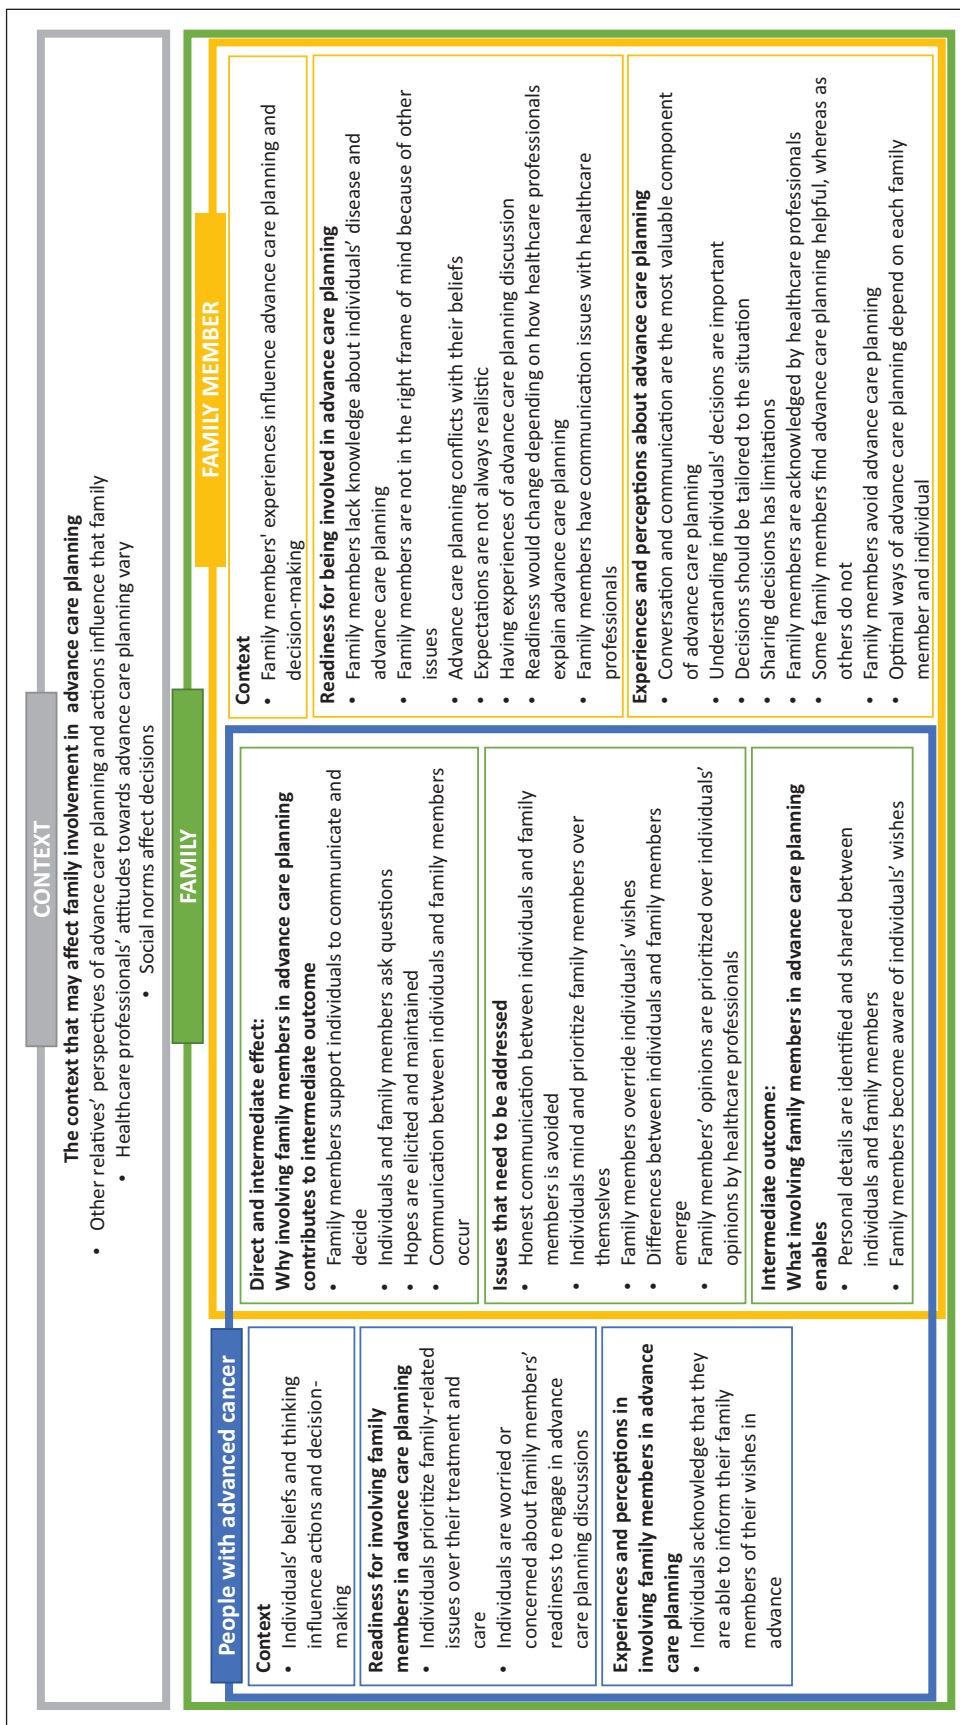 CONTEXT
The context that may affect family involvement in advance care planning
• Other relatives' perspectives of advance care planning and actions influence that family
• Healthcare professionals' attitudes towards advance care planning vary
• Social norms affect decisions
FAMILY
People with advanced cancer
Context
• Individuals' beliefs and thinking
influence actions and decision-
making
Readiness for involving family
members in advance care planning
• Individuals prioritize family-related
issues over their treatment and
care
• Individuals are worried or
concerned about family members'
readiness to engage in advance
care planning discussions
Experiences and perceptions in
involving family members in advance
care planning
• Individuals acknowledge that they
are able to inform their family
members of their wishes in
advance
Direct and intermediate effect:
Why involving family members in advance care planning
contributes to intermediate outcome
• Family members support individuals to communicate and
decide
• Individuals and family members ask questions
• Hopes are elicited and maintained
• Communication between individuals and family members
occur
Issues that need to be addressed
• Honest communication between individuals and family
members is avoided
• Individuals mind and prioritize family members over
themselves
• Family members override individuals' wishes
• Differences between individuals and family members
emerge
• Family members' opinions are prioritized over individuals'
opinions by healthcare professionals
Intermediate outcome:
What involving family members in advance care planning
enables
• Personal details are identified and shared between
individuals and family members
• Family members become aware of individuals' wishes
FAMILY MEMBER
Context
• Family members' experiences influence advance care planning and
decision-making
Readiness for being involved in advance care planning
• Family members lack knowledge about individuals' disease and
advance care planning
• Family members are not in the right frame of mind because of other
issues
• Advance care planning conflicts with their beliefs
• Expectations are not always realistic
• Having experiences of advance care planning discussion
• Readiness would change depending on how healthcare professionals
explain advance care planning
• Family members have communication issues with healthcare
professionals
Experiences and perceptions about advance care planning
• Conversation and communication are the most valuable component
of advance care planning
• Understanding individuals' decisions are important
• Decisions should be tailored to the situation
• Sharing decisions has limitations
• Family members are acknowledged by healthcare professionals
• Some family members find advance care planning helpful, whereas as
others do not
• Family members avoid advance care planning
• Optimal ways of advance care planning depend on each family
member and individual